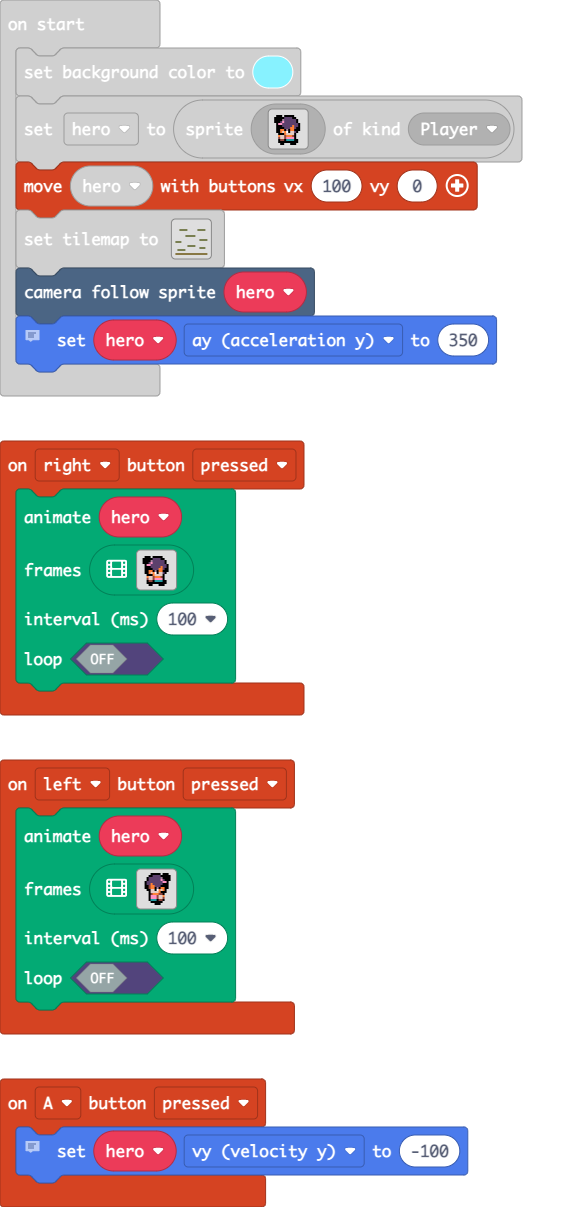 on start
set background color to
set hero to sprite of kind Player
move hero with buttons vx 100 vy 0
set tilemap to
camera follow sprite hero
set hero ay (acceleration y) to 350
on right button pressed
animate hero
frames
interval (ms) 100
loop OFF
on left button pressed
animate hero
frames
interval (ms) 100
loop OFF
on A button pressed
set hero vy (velocity y) to -100